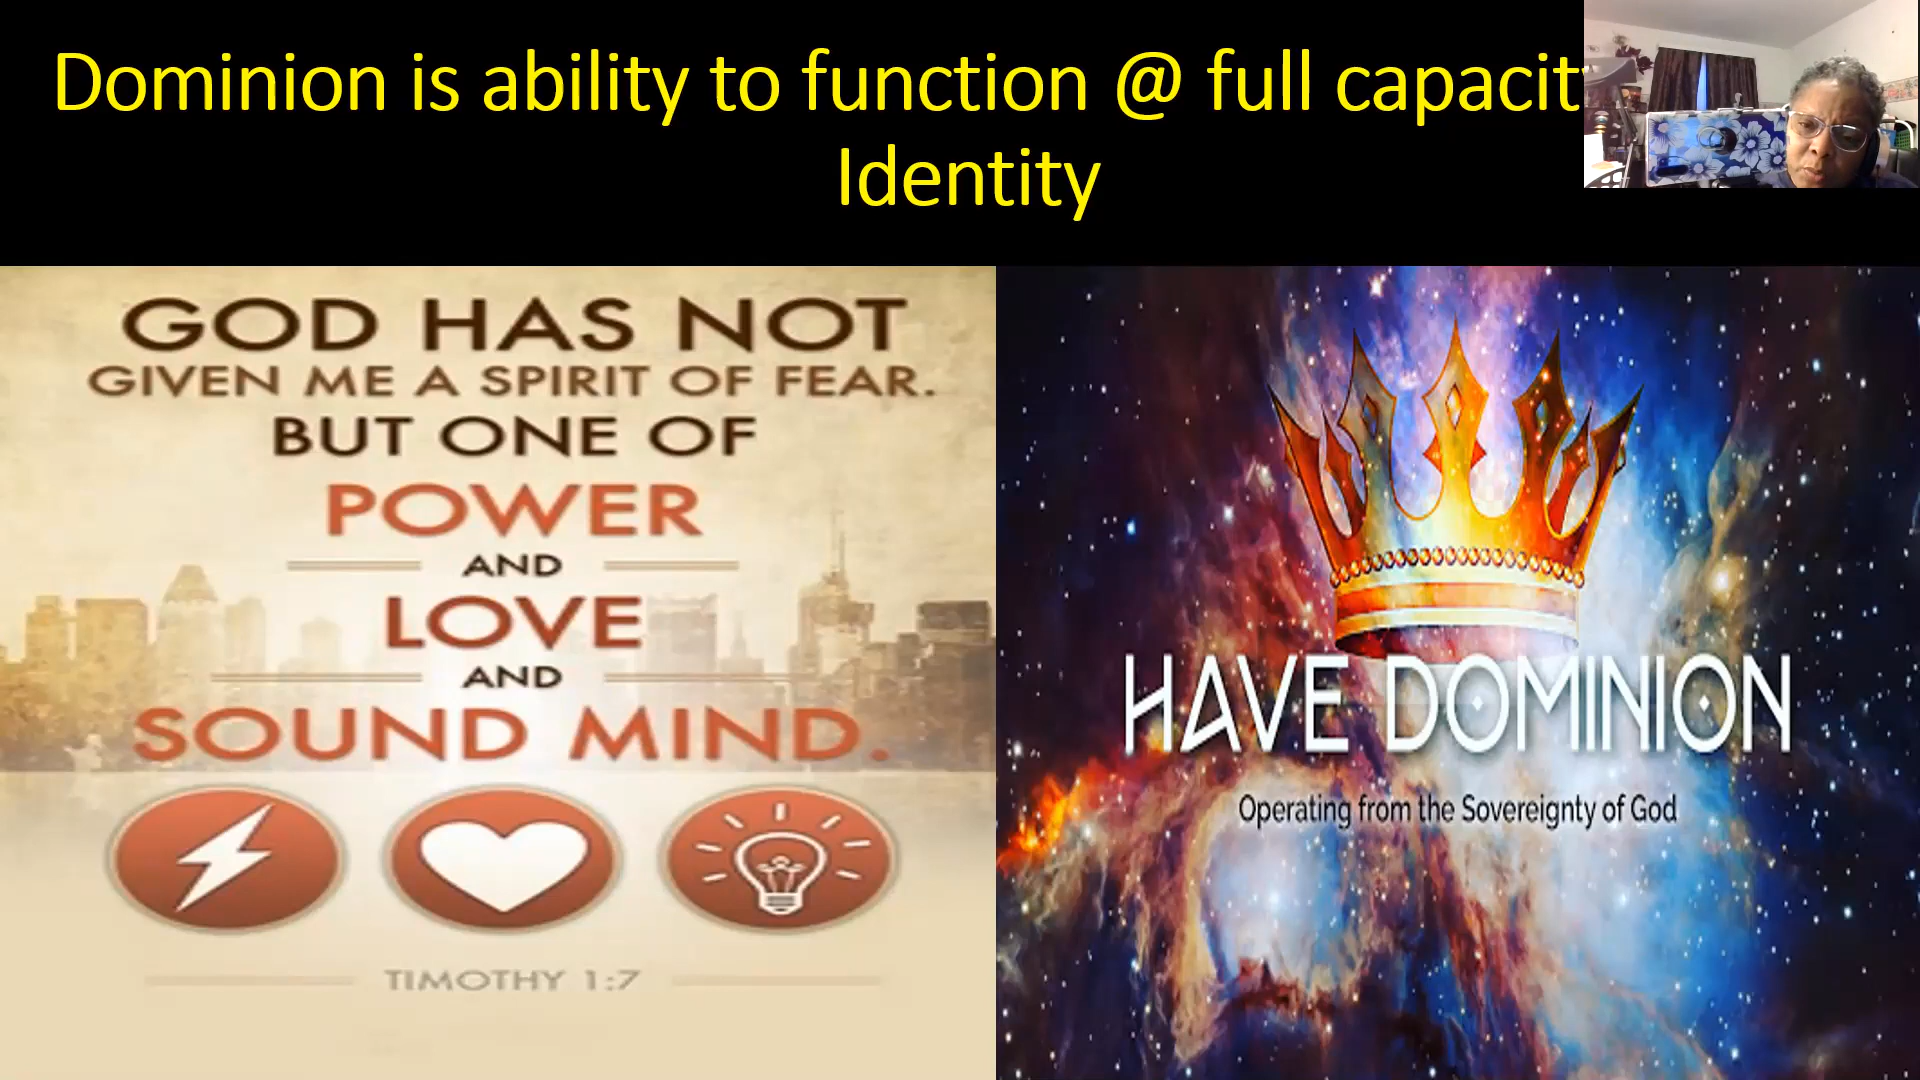 Dominion is ability to function @ full capacit
Identity
GOD HAS NOT
GIVEN ME A SPIRIT OF FEAR.
BUT ONE OF
POWER
AND
LOVE
AND
SOUND MIND.
TIMOTHY 1:7
HAVE DOMINION
Operating from the Sovereignty of God